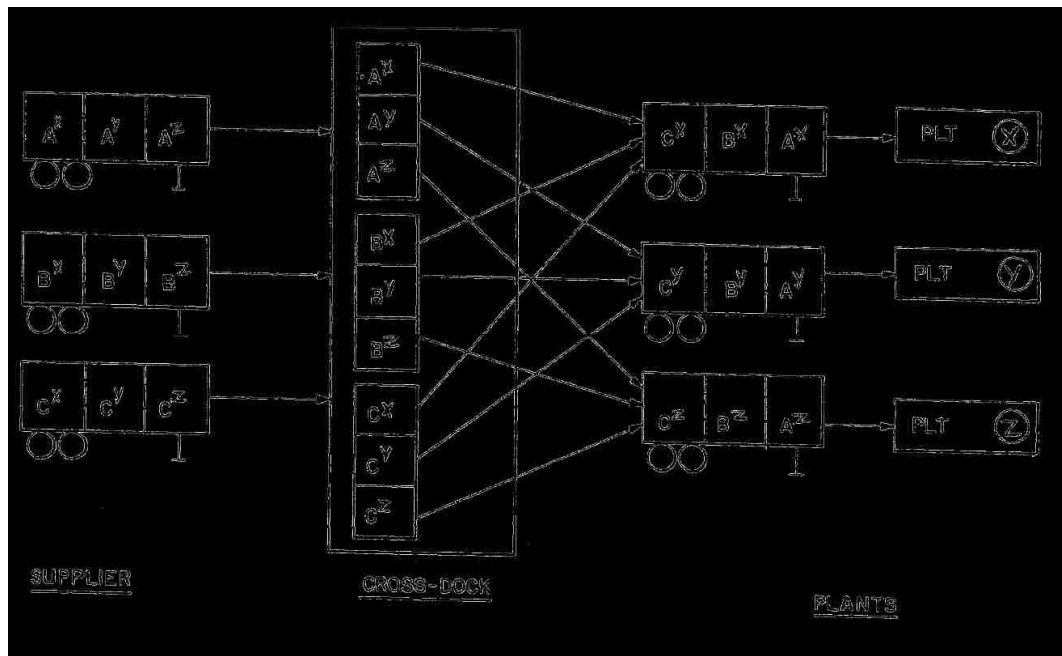 A^x A^y A^z
B^x B^y B^z
C^x C^y C^z
SUPPLIER
A^x
A^y
A^z
B^x
B^y
B^z
C^x
C^y
C^z
CROSS-DOCK
C^x B^x A^x
PLT X
C^y B^y A^y
PLT Y
C^z B^z A^z
PLT Z
PLANTS